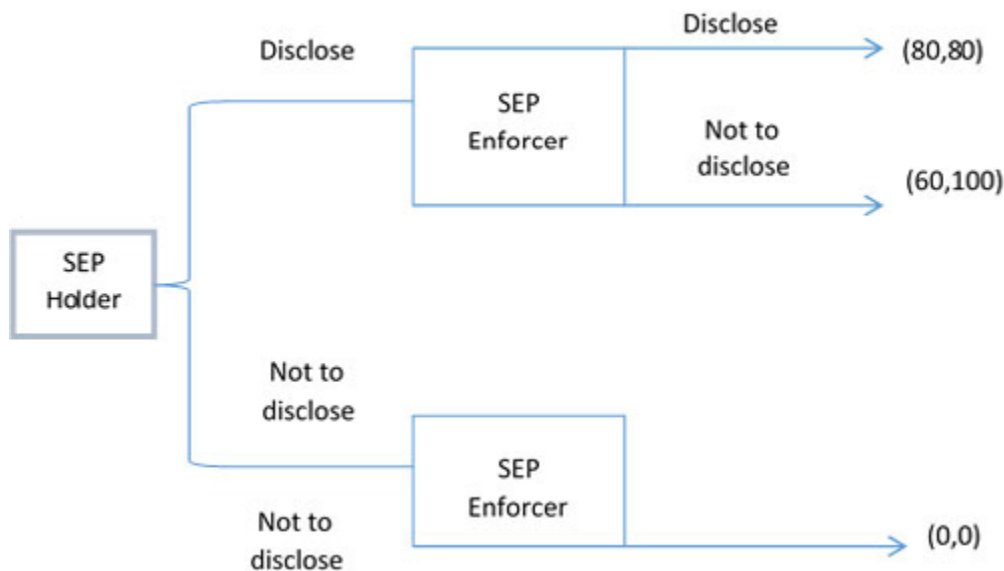 Disclose
Disclose
(80,80)
SEP
Enforcer
Not to
disclose
(60,100)
SEP
Holder
Not to
disclose
SEP
Enforcer
Not to
disclose
(0,0)